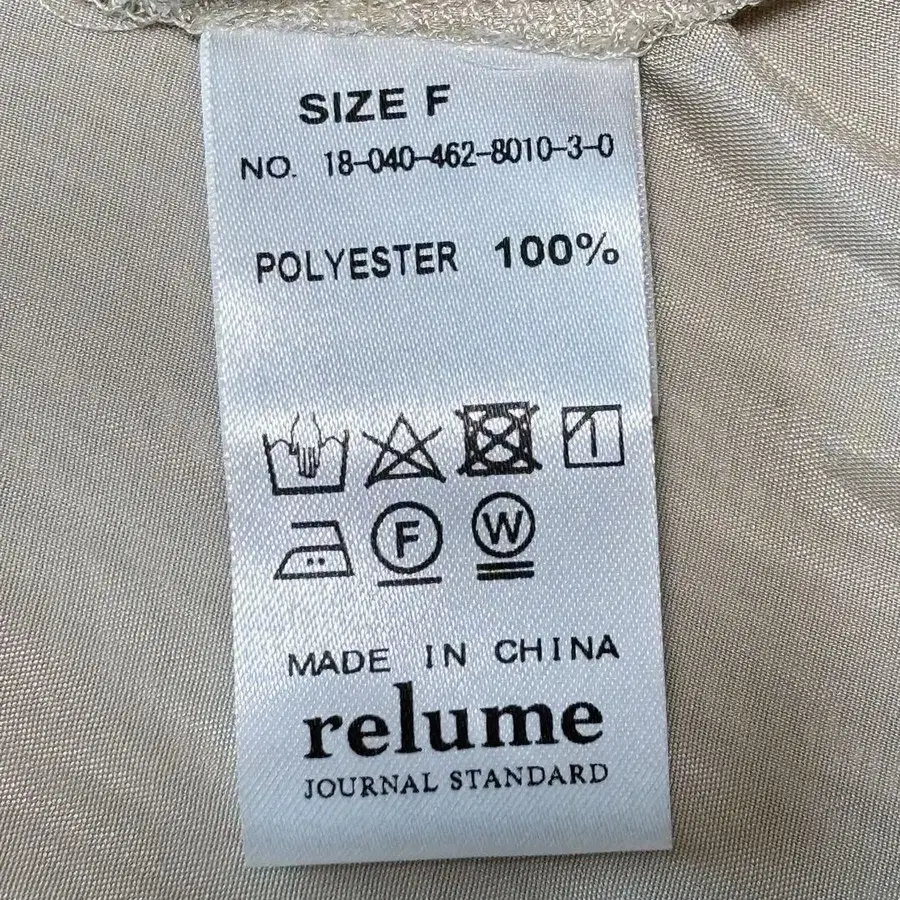 SIZE F
NO. 18-040-462-8010-3-0
POLYESTER 100%
F W
MADE IN CHINA
relume
JOURNAL STANDARD